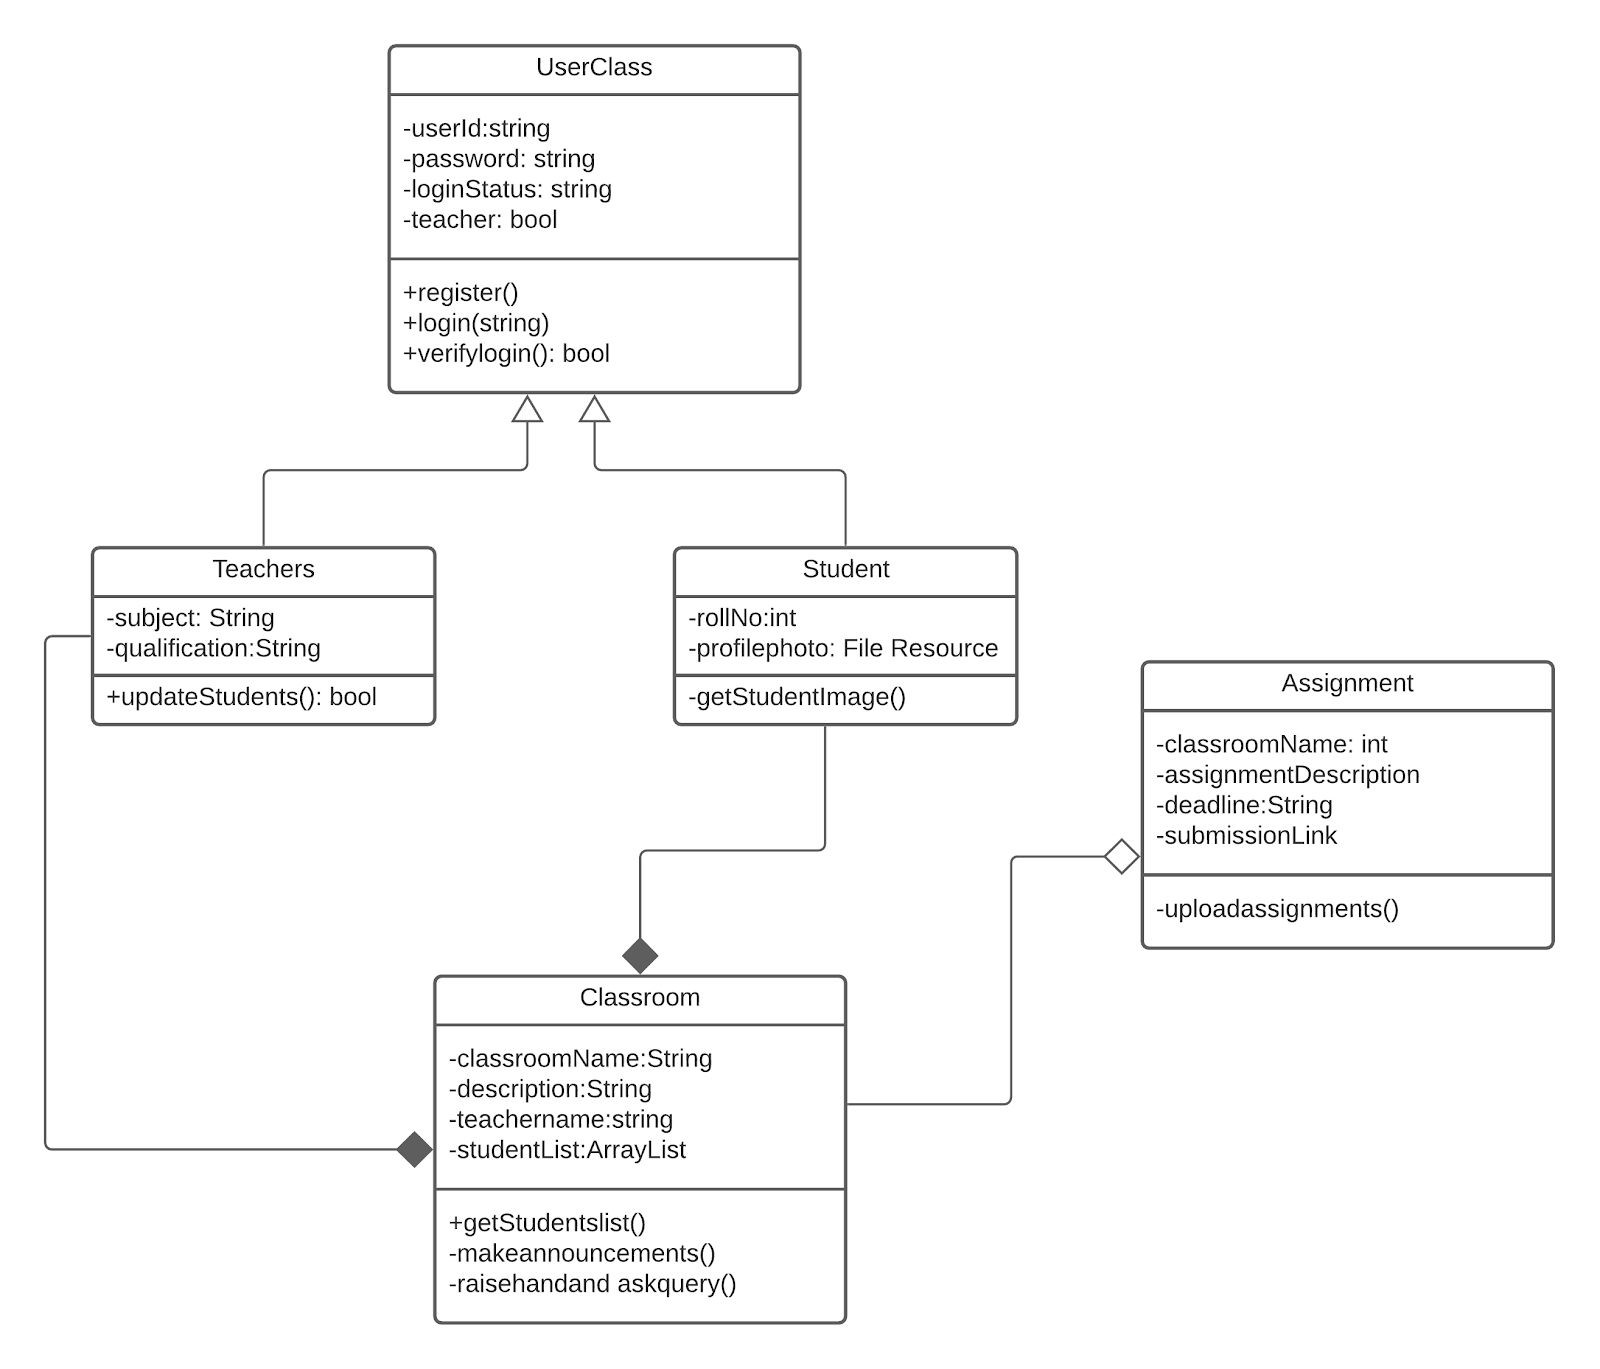 UserClass
-userId:string
-password: string
-loginStatus: string
-teacher: bool
+register()
+login(string)
+verifylogin(): bool
Teachers
-subject: String
-qualification:String
+updateStudents(): bool
Student
-rollNo:int
-profilephoto: File Resource
-getStudentImage()
Assignment
-classroomName: int
-assignmentDescription
-deadline:String
-submissionLink
-uploadassignments()
Classroom
-classroomName:String
-description:String
-teachername:string
-studentList:ArrayList
+getStudentslist()
-makeannouncements()
-raisehandand askquery()